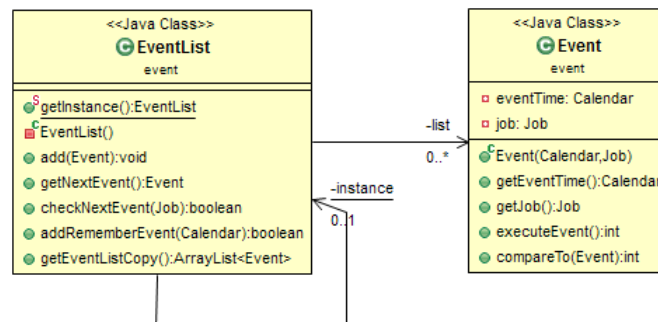 <<Java Class>>
EventList
event
getInstance():EventList
EventList()
add(Event):void
getNextEvent():Event
checkNextEvent(Job):boolean
addRememberEvent(Calendar):boolean
getEventListCopy():ArrayList<Event>
-list
0..*
-instance
0..1
<<Java Class>>
Event
event
eventTime: Calendar
job: Job
Event(Calendar,Job)
getEventTime():Calendar
getJob():Job
executeEvent():int
compareTo(Event):int